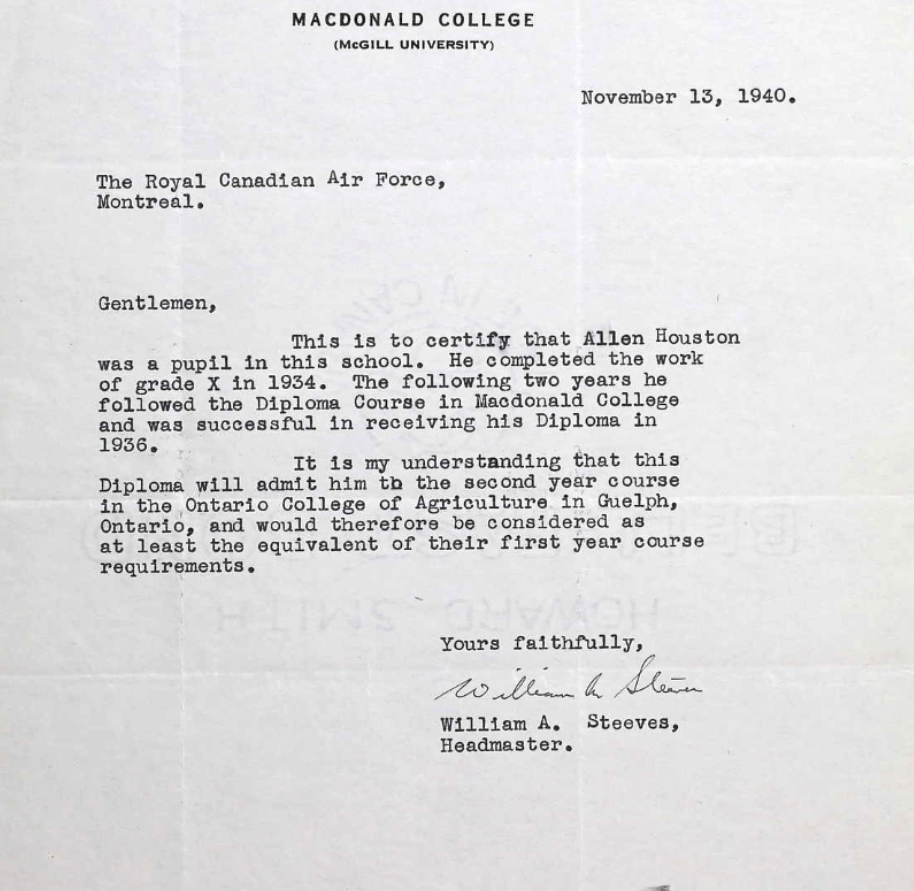 MACDONALD COLLEGE
(McGILL UNIVERSITY)
November 13, 1940.
The Royal Canadian Air Force,
Montreal.
Gentlemen,
This is to certify that Allen Houston
was a pupil in this school. He completed the work
of grade X in 1934. The following two years he
followed the Diploma Course in Macdonald College
and was successful in receiving his Diploma in
1936.
It is my understanding that this
Diploma will admit him tb the second year course
in the Ontario College of Agriculture in Guelph,
Ontario, and would therefore be considered as
at least the equivalent of their first year course
requirements.
HOWARD SMITH
Yours faithfully,
William A Steeves
William A. Steeves,
Headmaster.